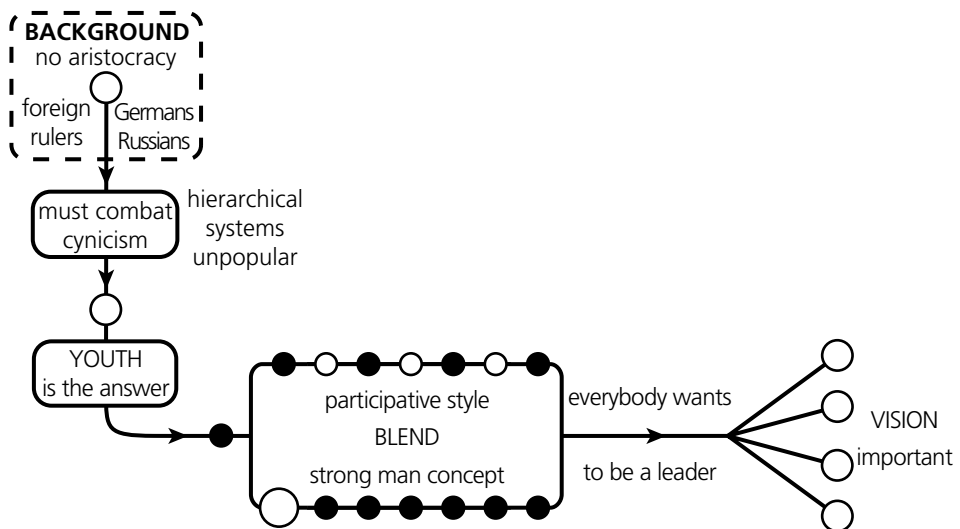 BACKGROUND
no aristocracy
foreign
rulers
Germans
Russians
must combat
cynicism
hierarchical
systems
unpopular
YOUTH
is the answer
participative style
BLEND
strong man concept
everybody wants
to be a leader
VISION
important